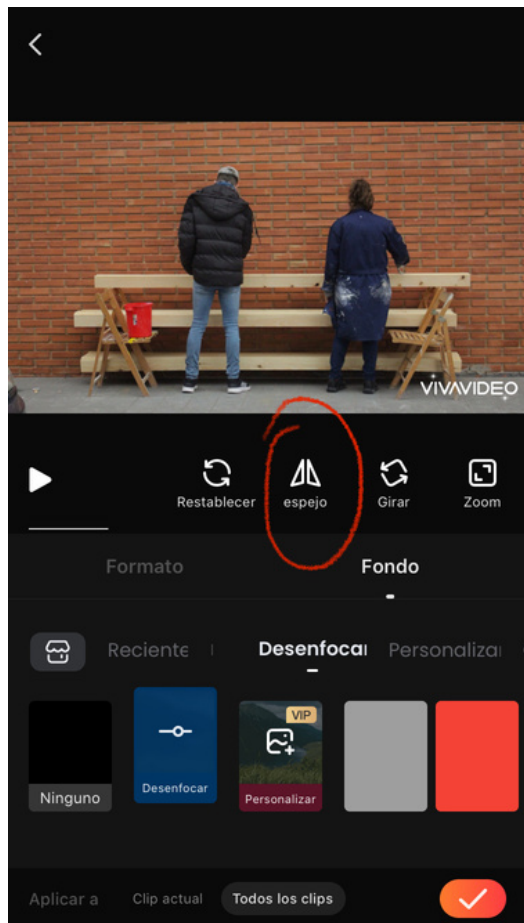 VIVAVIDEO
Restablecer espejo Girar Zoom
Formato Fondo
Reciente Desenfocar Personaliza
VIP
Ninguno Desenfocar Personalizar
Aplicar a Clip actual Todos los clips